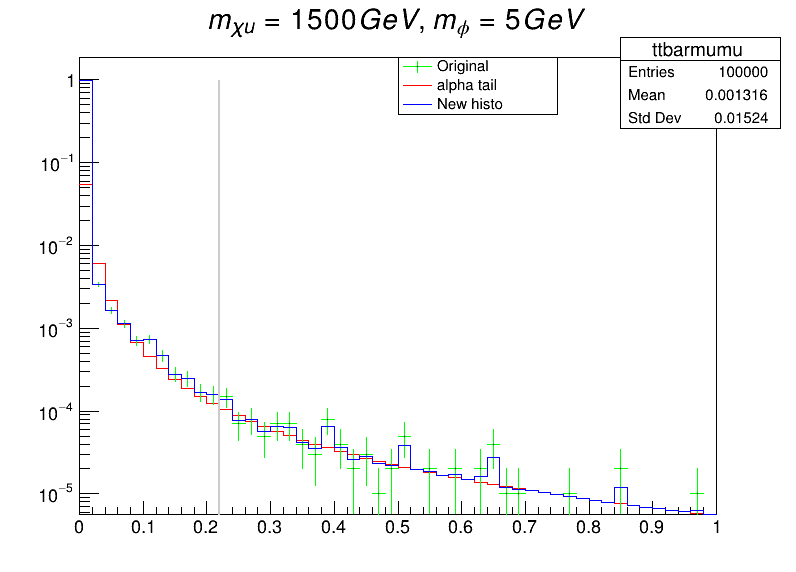 m_χu = 1500GeV, m_ϕ = 5GeV
ttbarmumu
Entries 100000
Mean 0.001316
Std Dev 0.01524
Original
alpha tail
New histo
1
10⁻¹
10⁻²
10⁻³
10⁻⁴
10⁻⁵
0 0.1 0.2 0.3 0.4 0.5 0.6 0.7 0.8 0.9 1